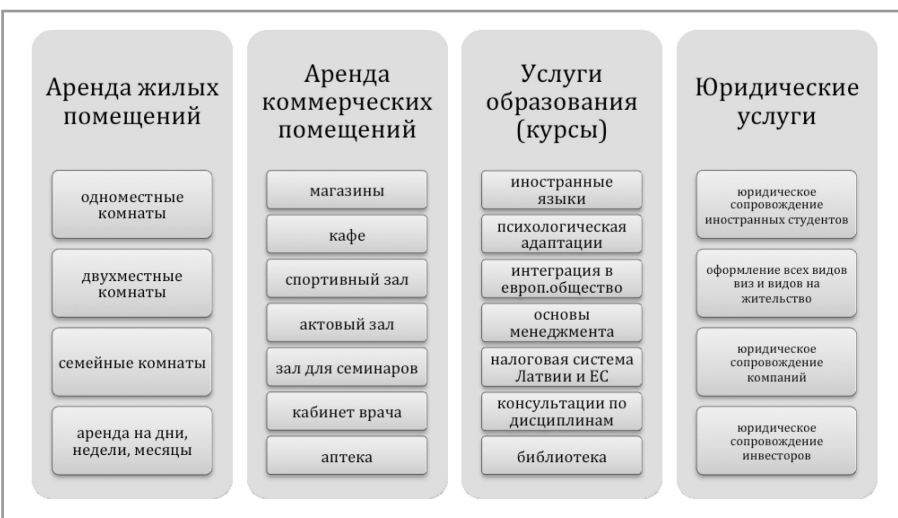 Аренда жилых
помещений
одноместные
комнаты
двухместные
комнаты
семейные комнаты
аренда на дни,
недели, месяцы
Аренда
коммерческих
помещений
магазины
кафе
спортивный зал
актовый зал
зал для семинаров
кабинет врача
аптека
Услуги
образования
(курсы)
иностранные
языки
психологическая
адаптации
интеграция в
европ.общество
основы
менеджмента
налоговая система
Латвии и ЕС
консультации по
дисциплинам
библиотека
Юридические
услуги
юридическое
сопровождение
иностранных студентов
оформление всех видов
виз и видов на
жительство
юридическое
сопровождение
компаний
юридическое
сопровождение
инвесторов